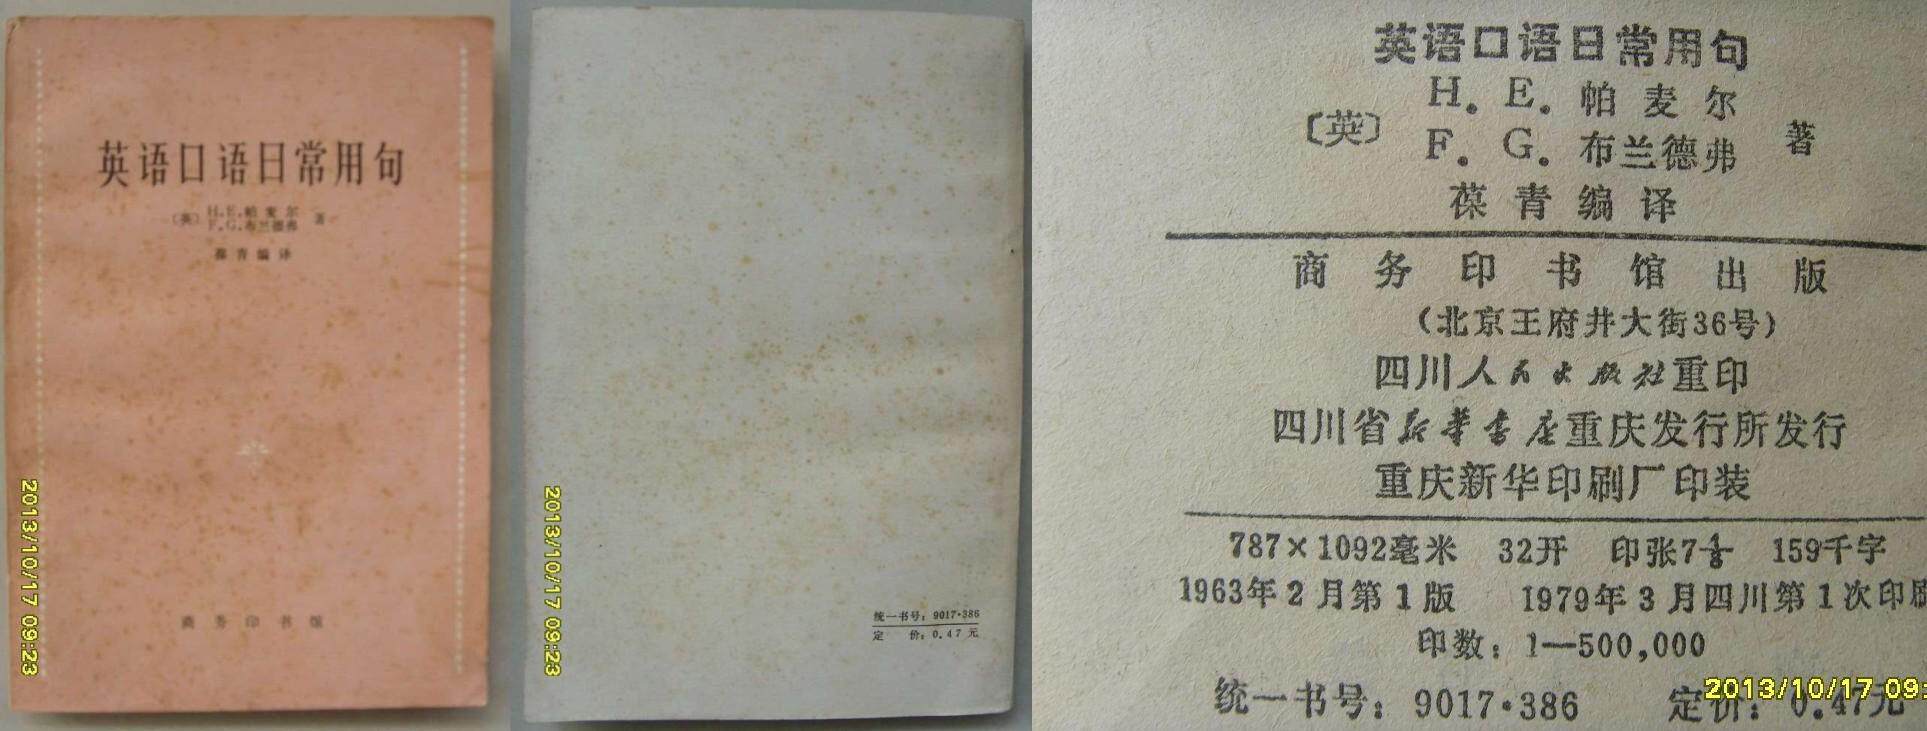 英语口语日常用句
〔英〕H.E.帕麦尔
F.G.布兰德弗 著
葆青编译
商务印书馆
2013/10/17 09:23
统一书号：9017·386
定 价：0.47元
2013/10/17 09:23
英语口语日常用句
H. E. 帕麦尔
〔英〕 著
F. G. 布兰德弗
葆青编译
商务印书馆出版
（北京王府井大街36号）
四川人民出版社重印
四川省新华书店重庆发行所发行
重庆新华印刷厂印装
787×1092毫米 32开 印张7 1/8 159千字
1963年2月第1版 1979年3月四川第1次印刷
印数：1—500,000
统一书号：9017·386 定价：0.47元
2013/10/17 09: